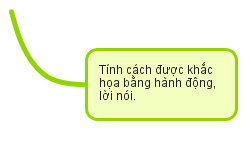 Tính cách được khắc
họa bằng hành động,
lời nói.